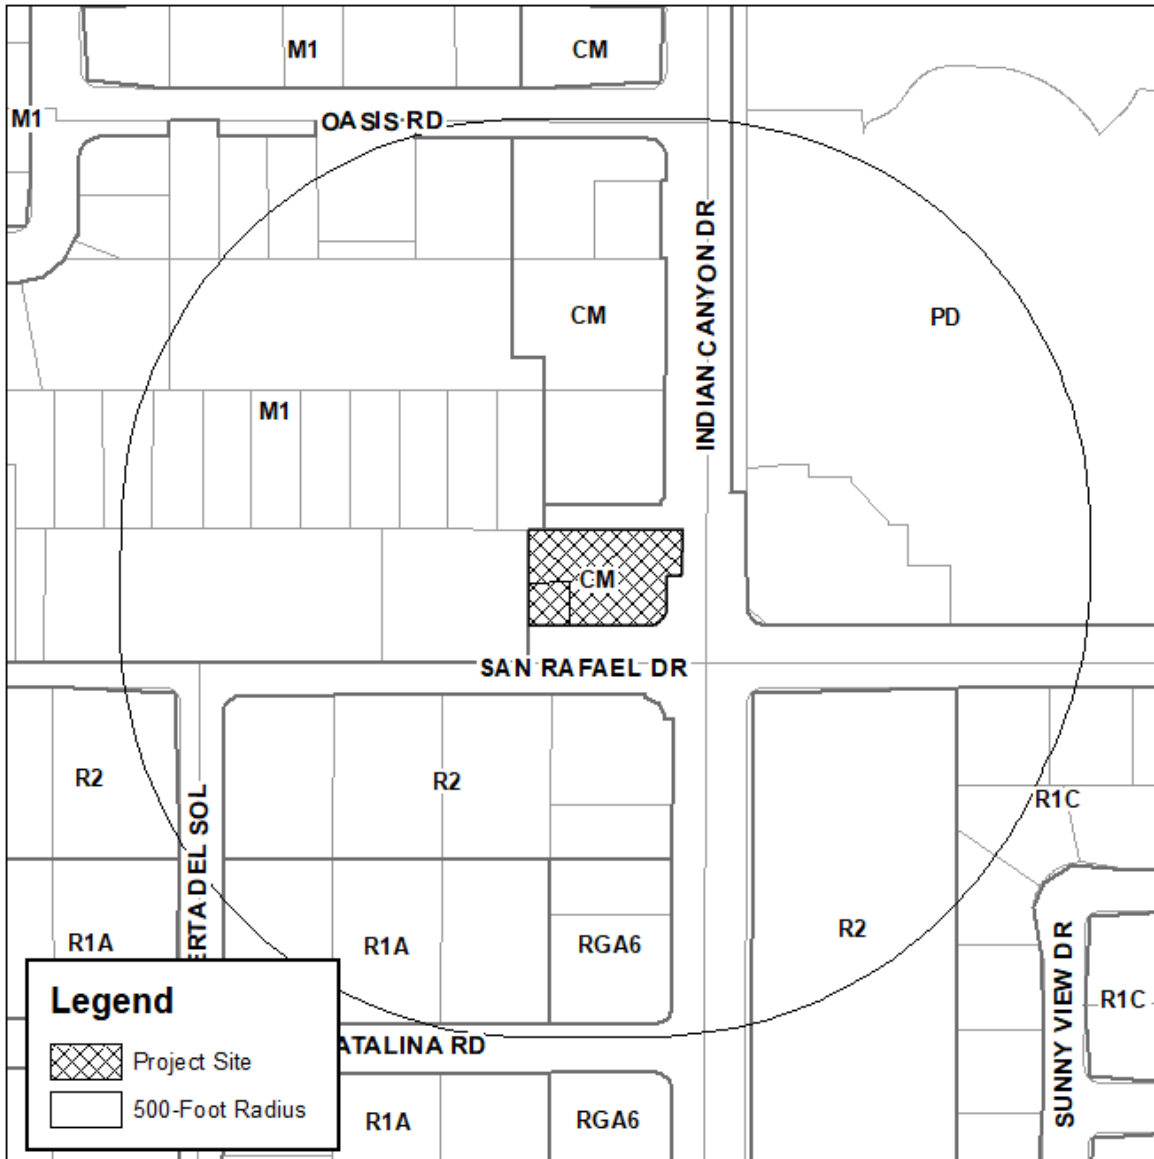 M1
CM
M1
OASIS RD
INDIAN CANYON DR
CM
PD
M1
CM
SAN RAFAEL DR
R2
R2
R1C
ERTA DEL SOL
R2
R1A
R1A
RGA6
SUNNY VIEW DR
R1C
ATALINA RD
R1A
RGA6
Legend
Project Site
500-Foot Radius